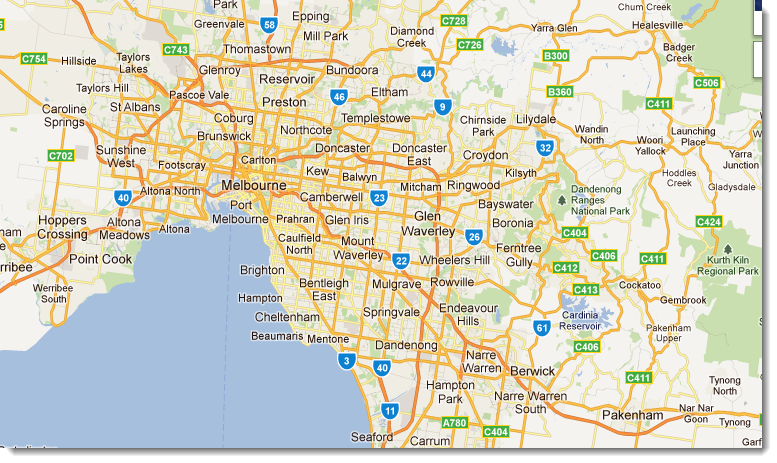 Park
Epping
58
Greenvale
Mill Park
Diamond
Creek
C728
C726
Yarra Glen
Chum Creek
Healesville
Badger
Creek
C743
Thomastown
C754
Hillside
Taylors
Lakes
Glenroy
Bundoora
44
B300
Reservoir
C506
Taylors Hill
Pascoe Vale
Preston
46
Eltham
B360
St Albans
9
C411
Caroline
Springs
Coburg
Templestowe
Chirnside
Park
Lilydale
Brunswick
Northcote
Wandin
North
Launching
Place
Sunshine
West
Doncaster
Doncaster
East
32
Woori
Yallock
C702
Footscray
Carlton
Croydon
Yarra
Junction
Kew
Balwyn
Kilsyth
Hoddles
Creek
Melbourne
Mitcham
Ringwood
Gladysdale
Altona North
40
Camberwell
23
Dandenong
Ranges
National Park
Port
Melbourne
Bayswater
Hoppers
Crossing
Altona
Meadows
Prahran
Glen Iris
Glen
Waverley
Boronia
C424
Altona
26
C404
Caulfield
North
Mount
Waverley
Ferntree
Gully
C406
C411
Point Cook
22
Wheelers Hill
C412
Kurth Kiln
Regional Park
Brighton
Werribee
South
Bentleigh
East
Mulgrave
Rowville
C413
Cockatoo
Hampton
Gembrook
Cheltenham
Springvale
Endeavour
Hills
Cardinia
Reservoir
61
Pakenham
Upper
Beaumaris
Mentone
Dandenong
C406
3
40
Narre
Warren
Berwick
C411
Tynong
North
Hampton
Park
Narre Warren
South
11
Pakenham
Nar Nar
Goon
A780
Tynong
Seaford
Carrum
C404